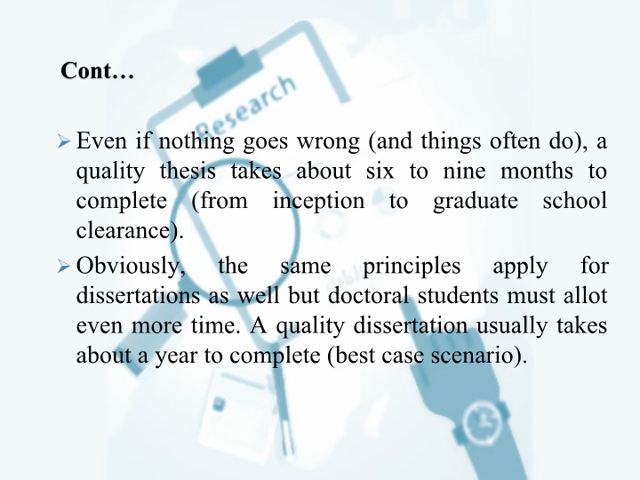 Cont…
Research
➢ Even if nothing goes wrong (and things often do), a
quality thesis takes about six to nine months to
complete (from inception to graduate school
clearance).
➢ Obviously, the same principles apply for
dissertations as well but doctoral students must allot
even more time. A quality dissertation usually takes
about a year to complete (best case scenario).